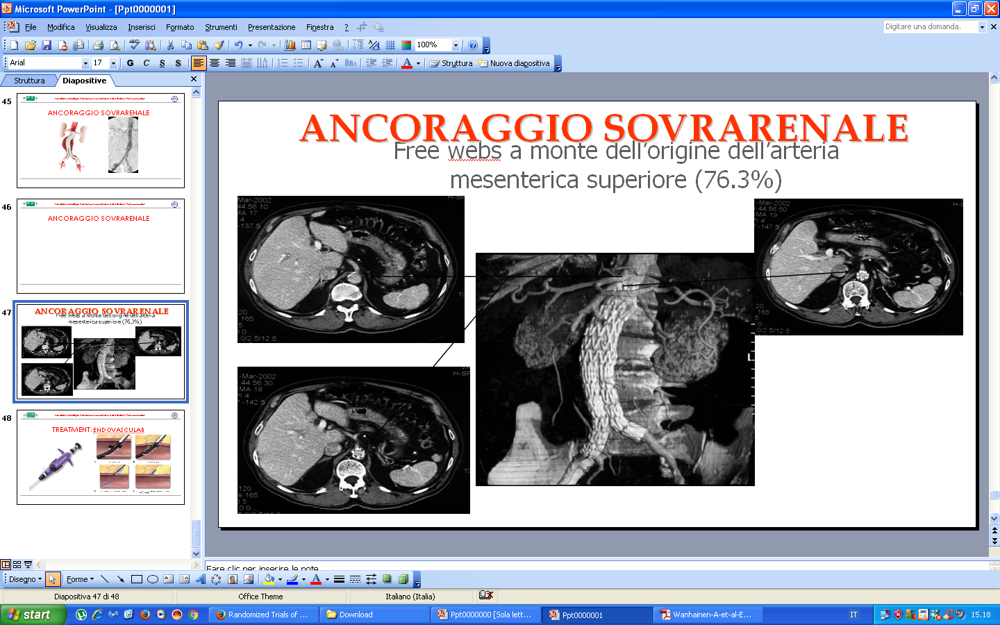 Microsoft PowerPoint - [Ppt0000001]
File Modifica Visualizza Inserisci Formato Strumenti Presentazione Finestra ?
Digitare una domanda.
100%
Arial 17 G C S S
Struttura Nuova diapositiva
Struttura Diapositive
45
ANCORAGGIO SOVRARENALE
46
ANCORAGGIO SOVRARENALE
47
ANCORAGGIO SOVRARENALE
Free webs a monte dell'origine dell'arteria
mesenterica superiore (76.3%)
48
TREATMENT: ENDOVASCULAR
ANCORAGGIO SOVRARENALE
Free webs a monte dell'origine dell'arteria
mesenterica superiore (76.3%)
Mar-2002
44 56 10
MA 17
4
-137.5
H-SP
20
165
0
0/2.5/12.5
10
-Mar-2002
44 56 50
MA 19
PI 4
-147.5
H-S
20
165
.0
.0/2.5/12.5
-Mar-2002
44 56 30
MA 18
4
-142.5
H-SP
120
s 165
0.5
L
Fare clic per inserire le note
Disegno Forme
Diapositiva 47 di 48 Office Theme Italiano (Italia)
start Randomized Trials of ... Download Ppt0000000 [Sola lett... Ppt0000001 Wanhainen-A-et-al-E... IT 15.18